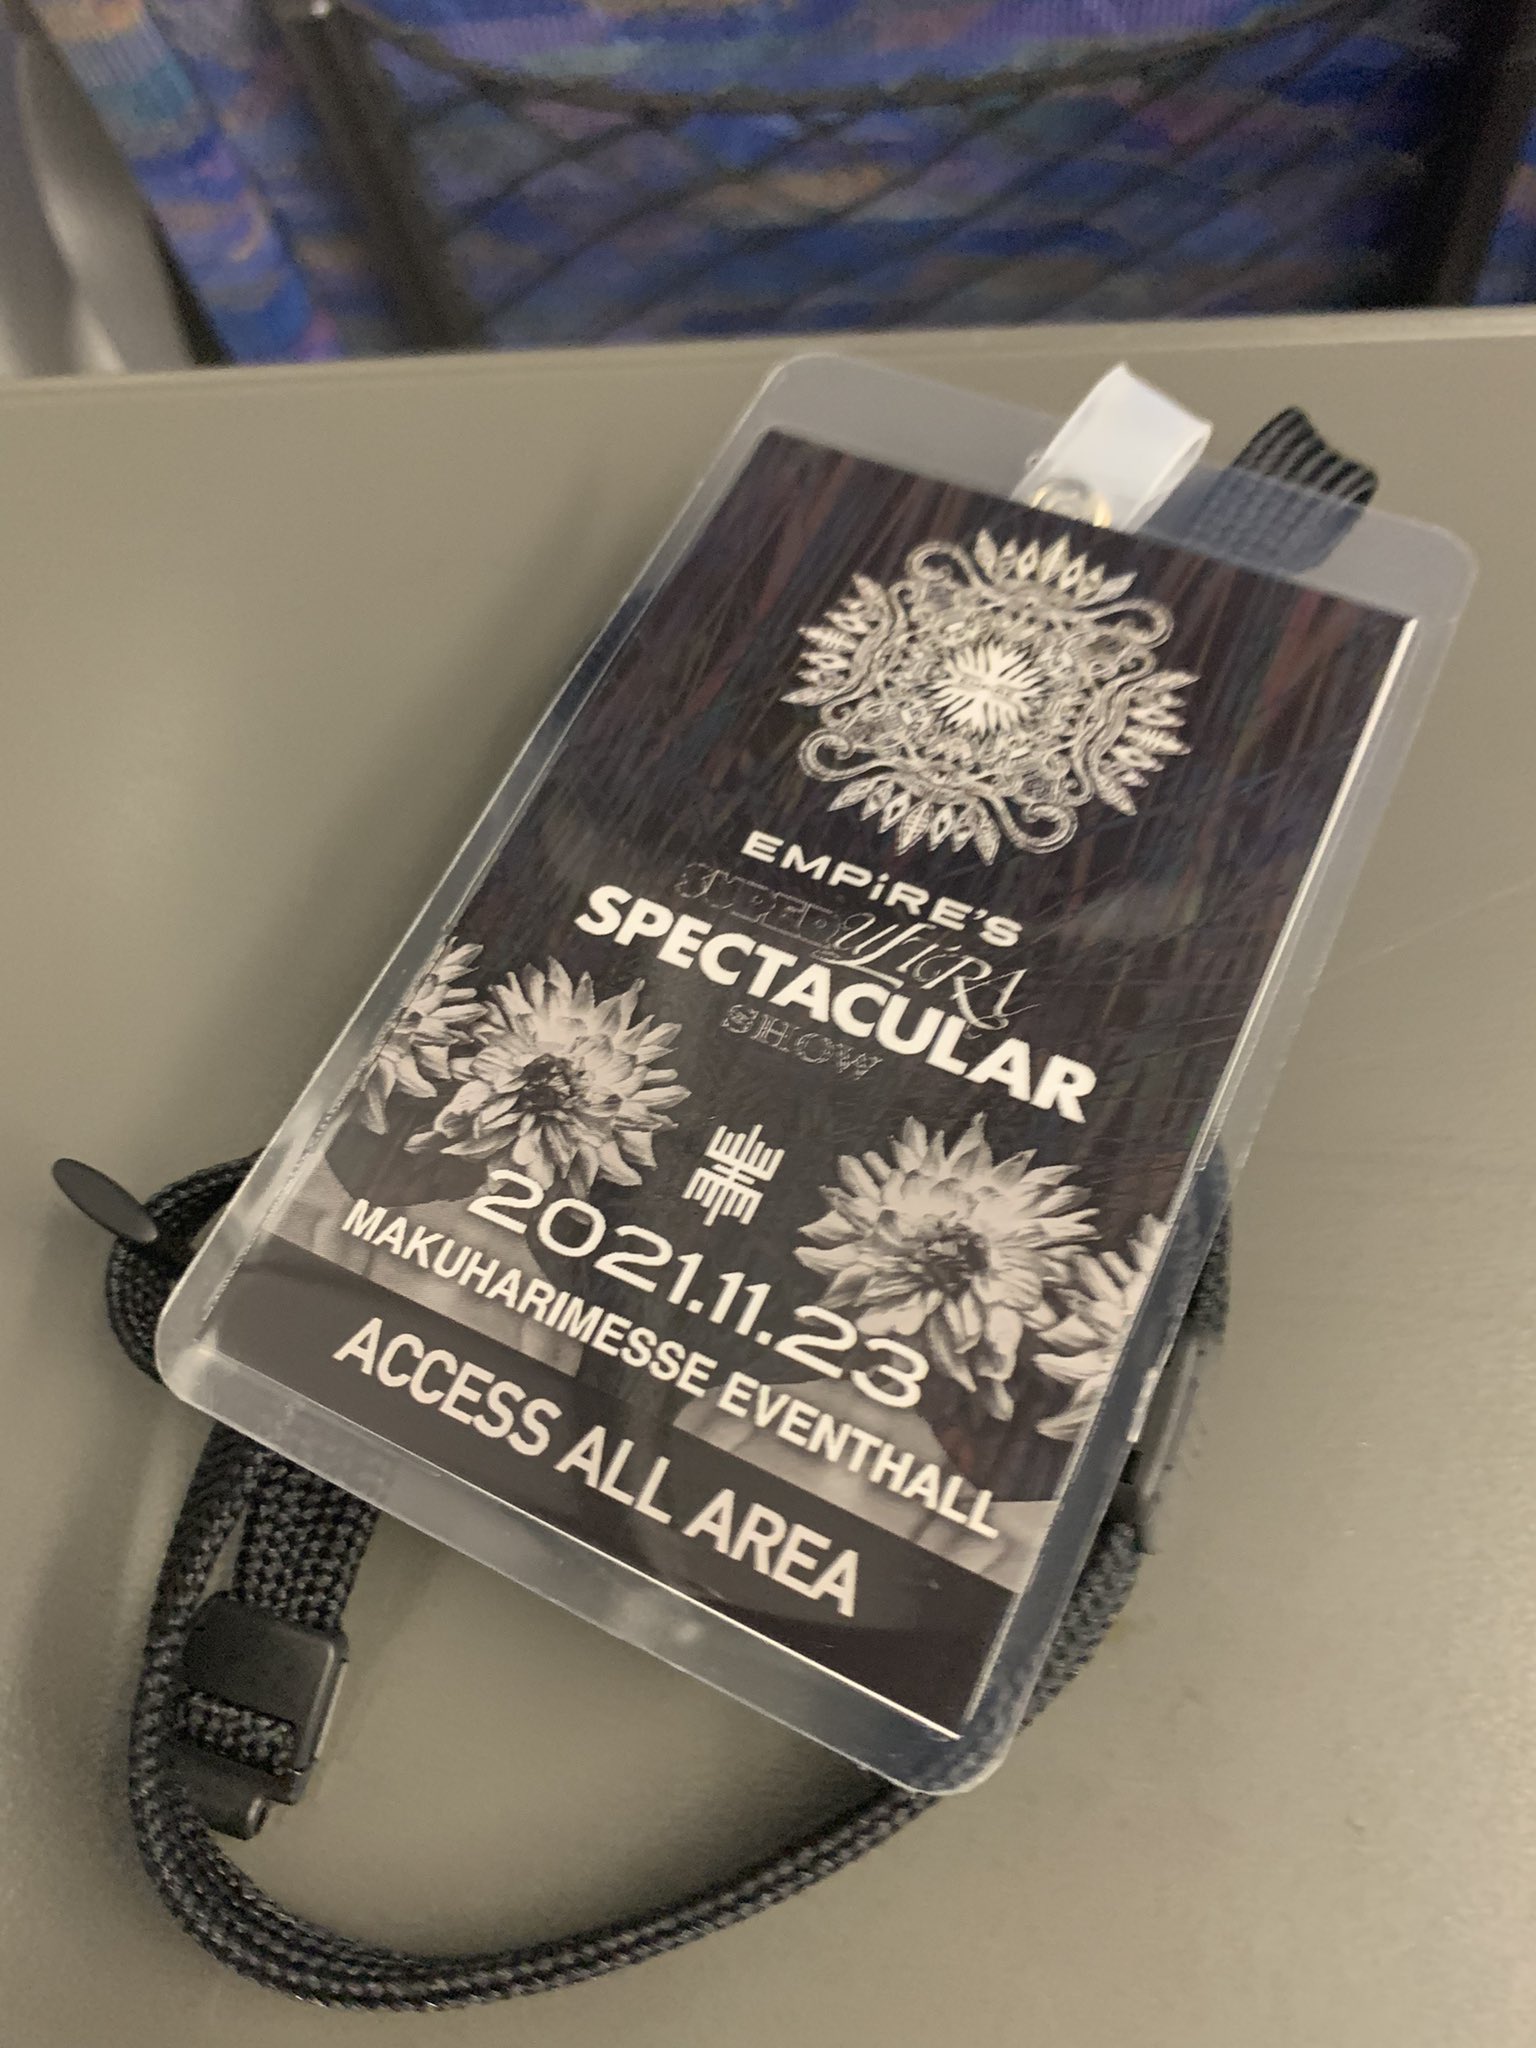 EMPiRE'S
SUPER ULTRA
SPECTACULAR
SHOW
2021.11.23
MAKUHARIMESSE EVENTHALL
ACCESS ALL AREA